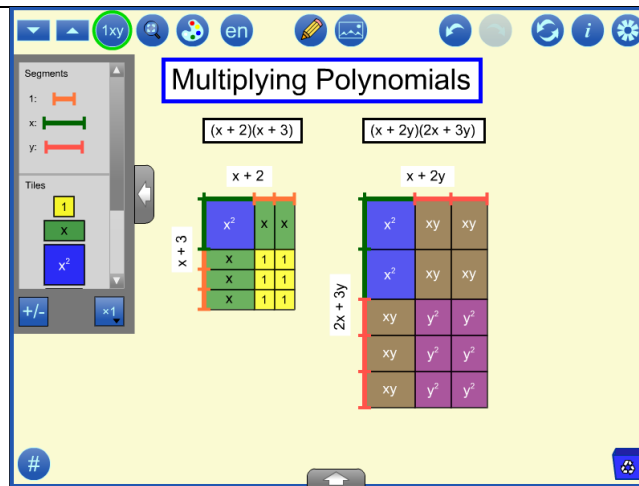 1xy
en
i
Multiplying Polynomials
Segments
1:
x:
y:
Tiles
1
x
x²
+/-
×1
(x + 2)(x + 3)
x + 2
x + 3
x² x x
x 1 1
x 1 1
x 1 1
(x + 2y)(2x + 3y)
x + 2y
2x + 3y
x² xy xy
x² xy xy
xy y² y²
xy y² y²
xy y² y²
#